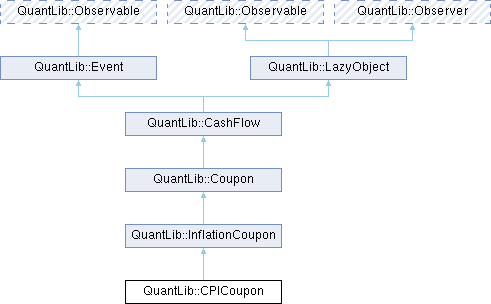 QuantLib::Observable
QuantLib::Observable
QuantLib::Observer
QuantLib::Event
QuantLib::LazyObject
QuantLib::CashFlow
QuantLib::Coupon
QuantLib::InflationCoupon
QuantLib::CPICoupon